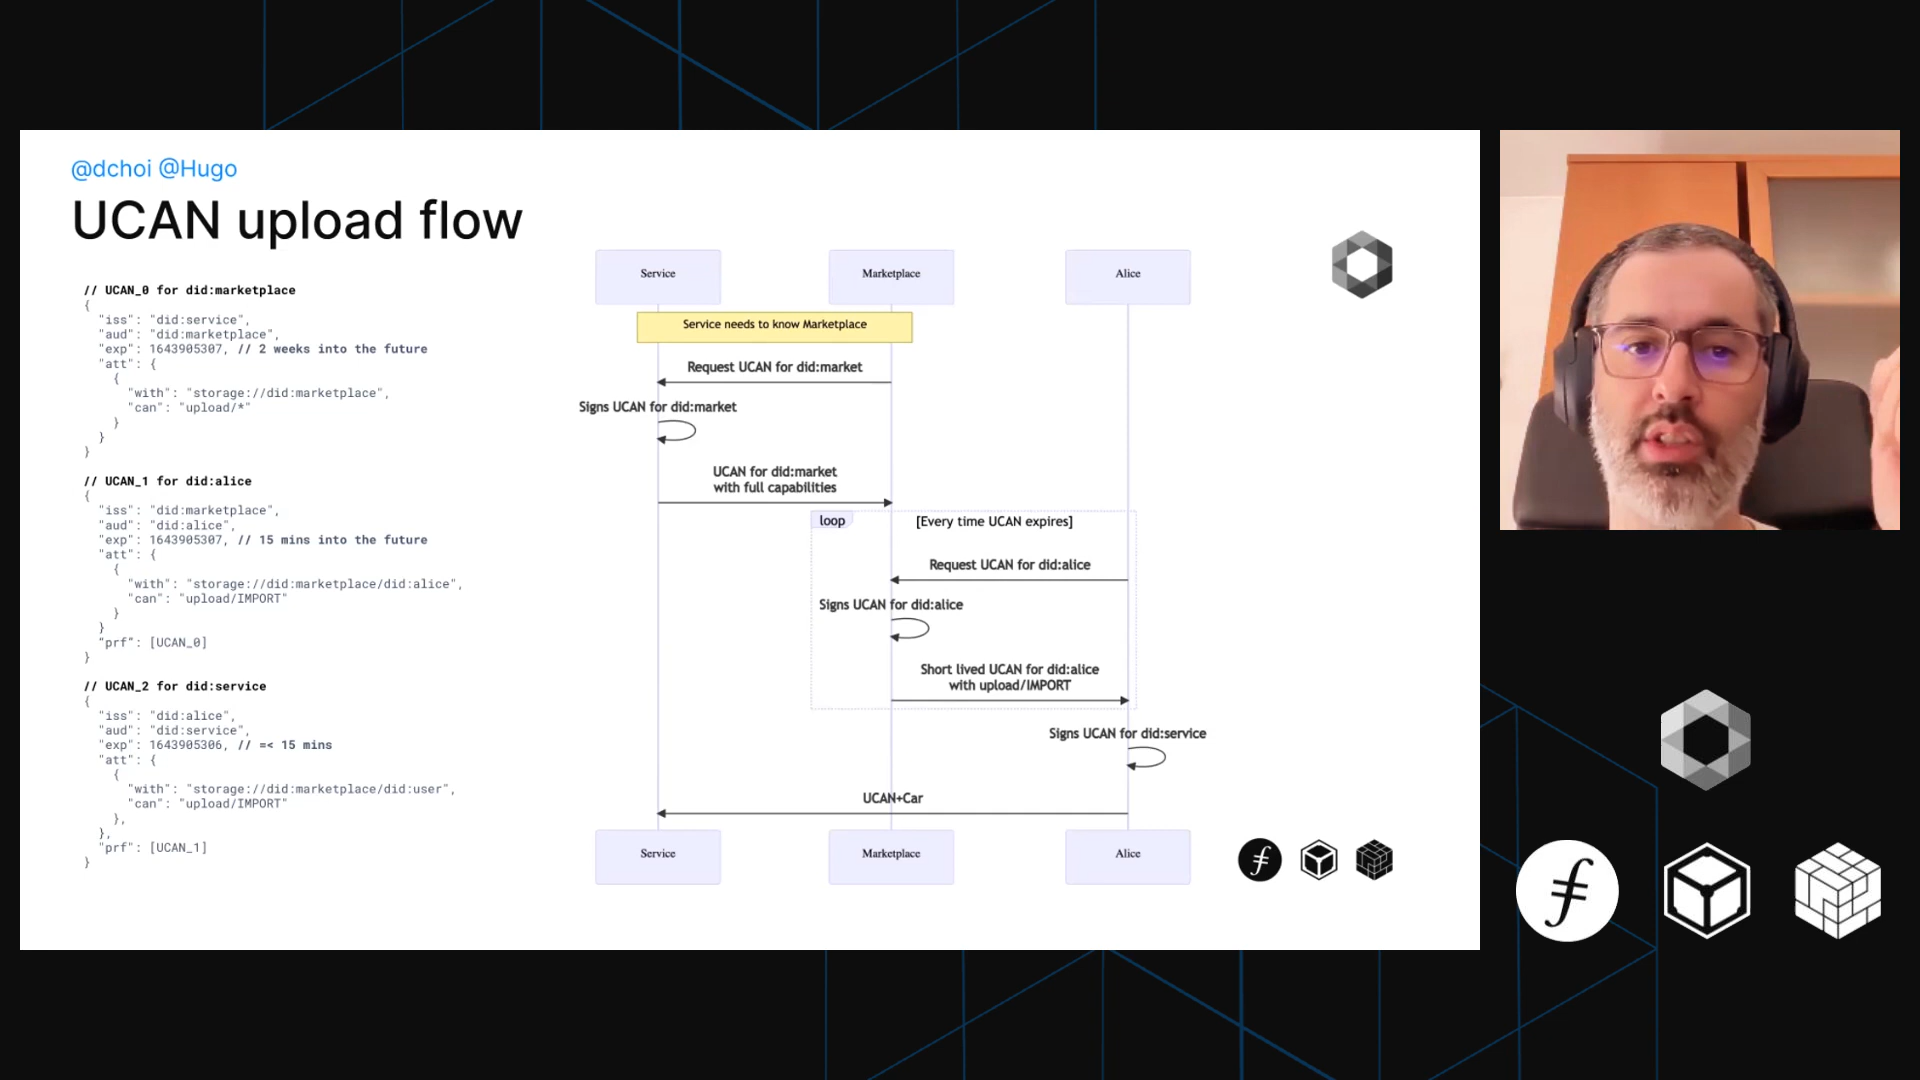 @dchoi @Hugo
UCAN upload flow
// UCAN_0 for did:marketplace
{
"iss": "did:service",
"aud": "did:marketplace",
"exp": 1643905307, // 2 weeks into the future
"att": {
{
"with": "storage://did:marketplace",
"can": "upload/*"
}
}
}
// UCAN_1 for did:alice
{
"iss": "did:marketplace",
"aud": "did:alice",
"exp": 1643905307, // 15 mins into the future
"att": {
{
"with": "storage://did:marketplace/did:alice",
"can": "upload/IMPORT"
}
}
"prf": [UCAN_0]
}
// UCAN_2 for did:service
{
"iss": "did:alice",
"aud": "did:service",
"exp": 1643905306, // =< 15 mins
"att": {
{
"with": "storage://did:marketplace/did:user",
"can": "upload/IMPORT"
},
},
"prf": [UCAN_1]
}
Service
Marketplace
Alice
Service needs to know Marketplace
Request UCAN for did:market
Signs UCAN for did:market
UCAN for did:market
with full capabilities
loop
[Every time UCAN expires]
Request UCAN for did:alice
Signs UCAN for did:alice
Short lived UCAN for did:alice
with upload/IMPORT
Signs UCAN for did:service
UCAN+Car
Service
Marketplace
Alice